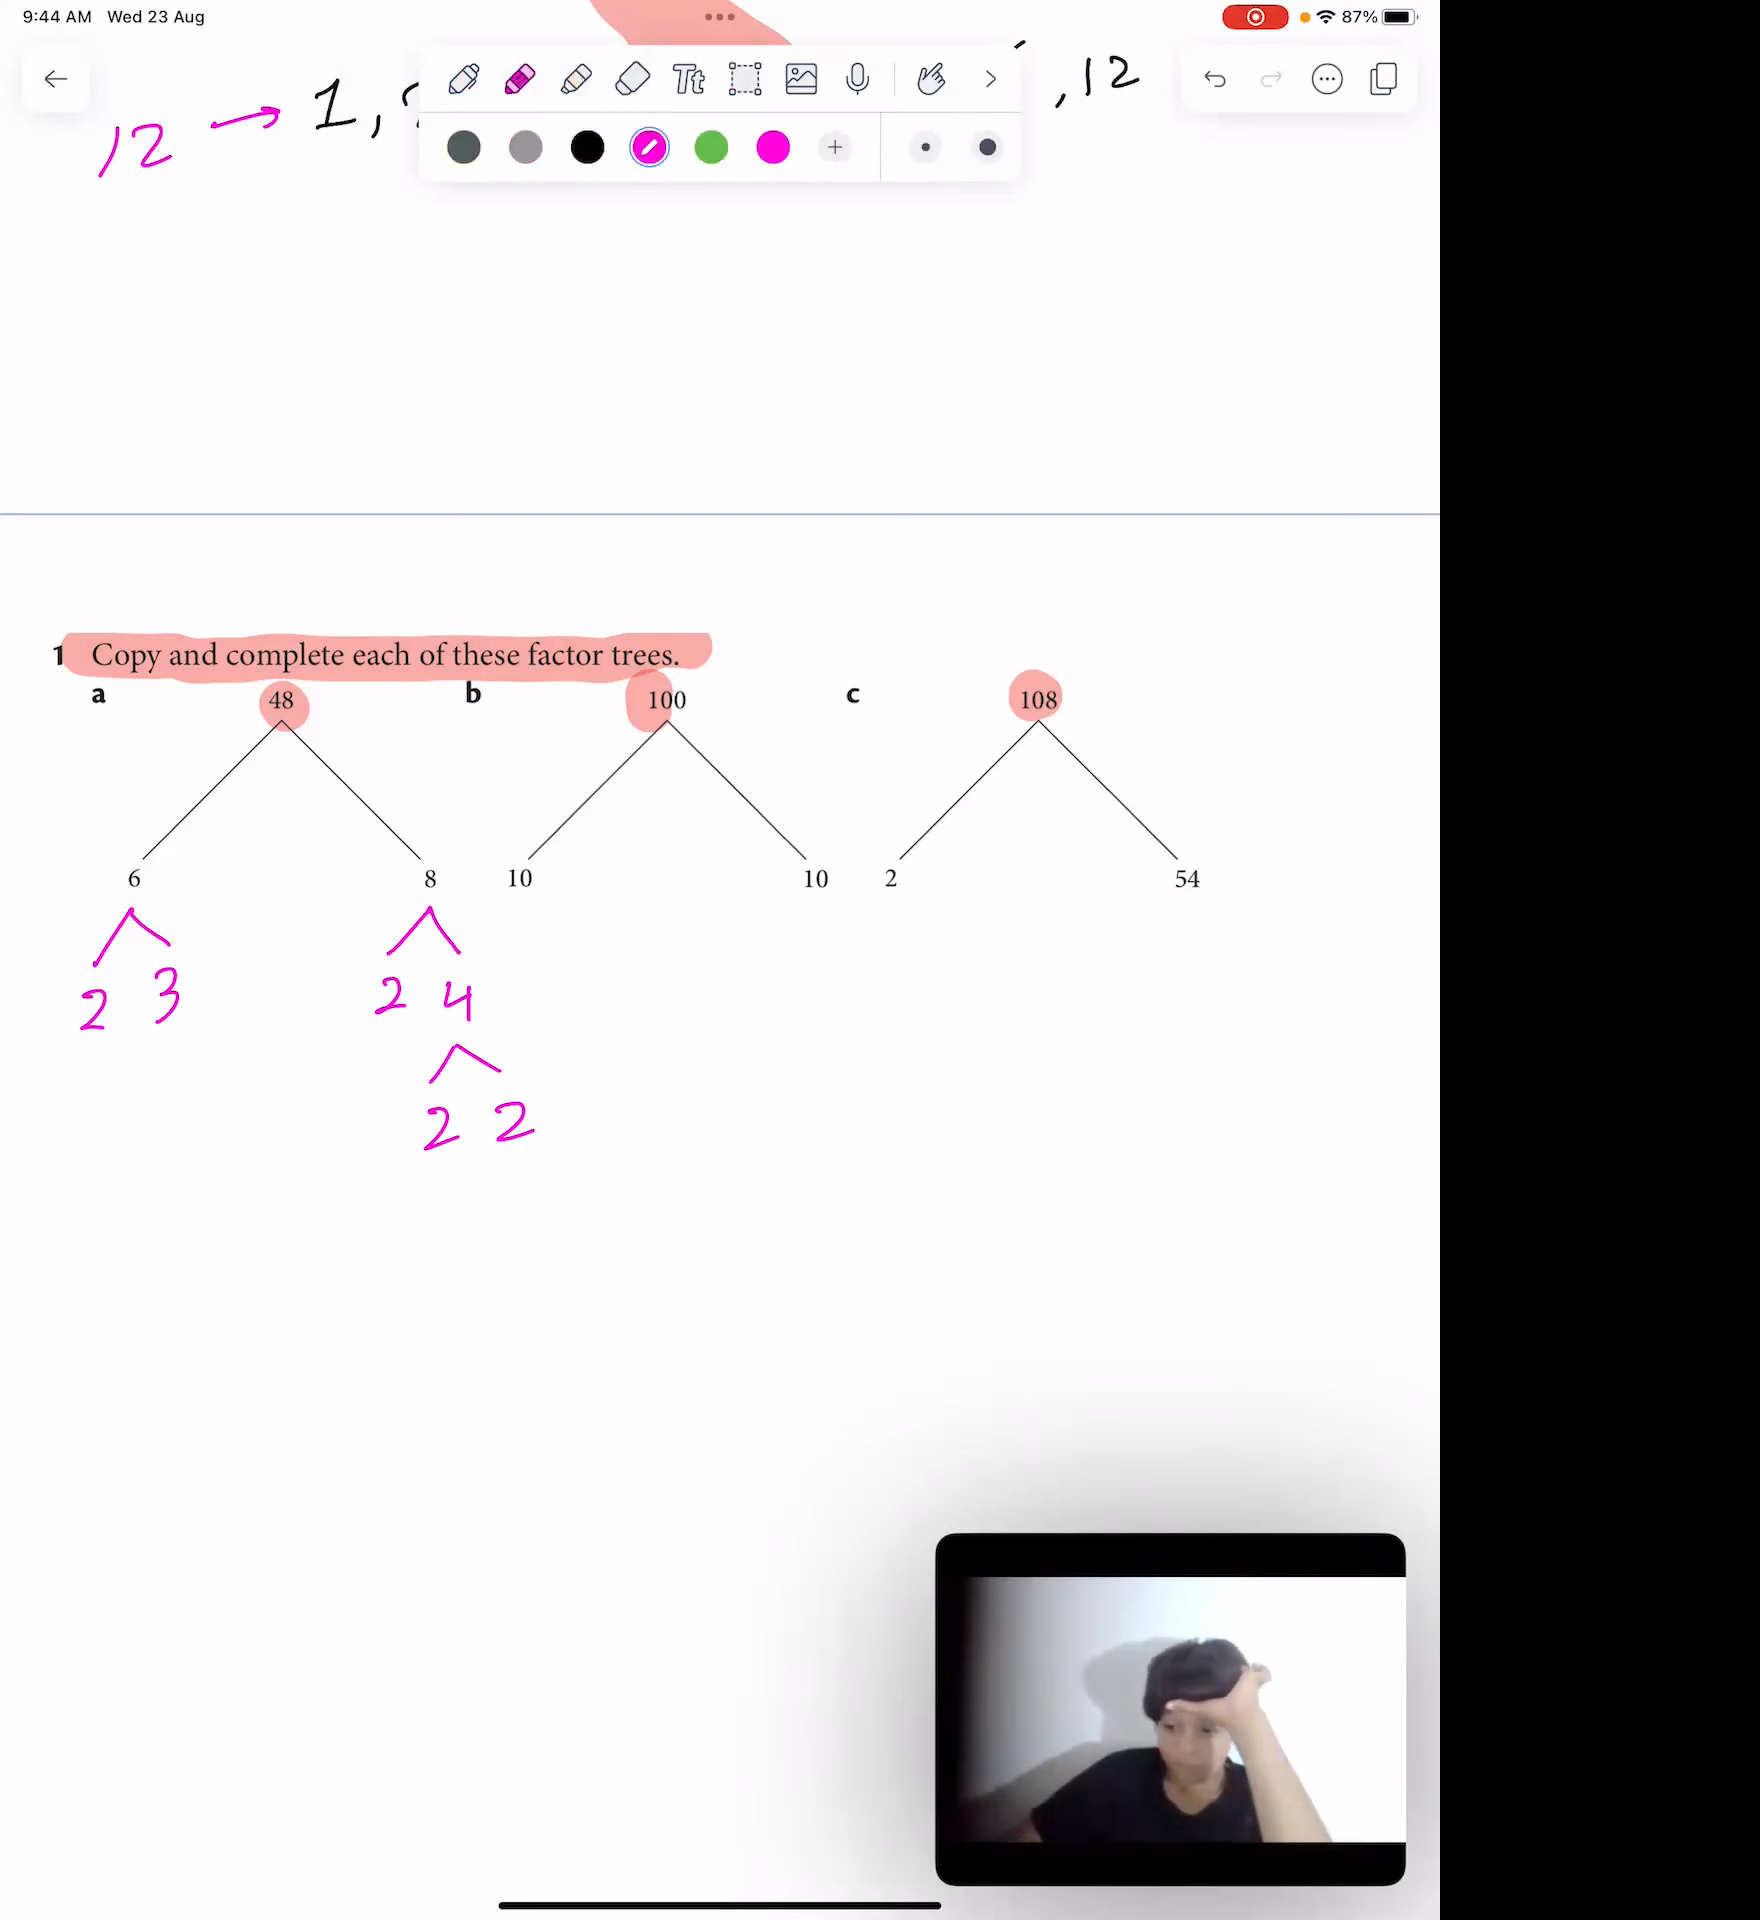 9:44 AM Wed 23 Aug 87%
Tt
12 → 1, , 12
1 Copy and complete each of these factor trees.
a 48 b 100 c 108
6 8 10 10 2 54
2 3 2 4
2 2